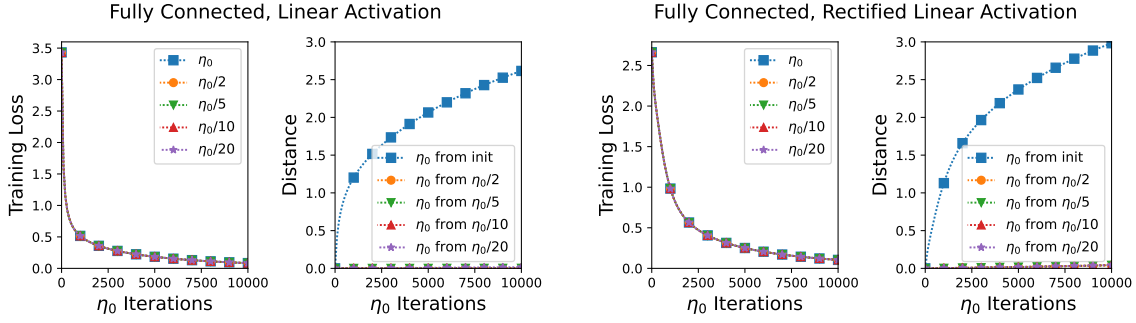 Fully Connected, Linear Activation
Training Loss
3.5
3.0
2.5
2.0
1.5
1.0
0.5
0.0
η₀
η₀/2
η₀/5
η₀/10
η₀/20
0
2500
5000
7500
10000
η₀ Iterations
Distance
3.0
2.5
2.0
1.5
1.0
0.5
0.0
η₀ from init
η₀ from η₀/2
η₀ from η₀/5
η₀ from η₀/10
η₀ from η₀/20
0
2500
5000
7500
10000
η₀ Iterations
Fully Connected, Rectified Linear Activation
Training Loss
2.5
2.0
1.5
1.0
0.5
0.0
η₀
η₀/2
η₀/5
η₀/10
η₀/20
0
2500
5000
7500
10000
η₀ Iterations
Distance
3.0
2.5
2.0
1.5
1.0
0.5
0.0
η₀ from init
η₀ from η₀/2
η₀ from η₀/5
η₀ from η₀/10
η₀ from η₀/20
0
2500
5000
7500
10000
η₀ Iterations